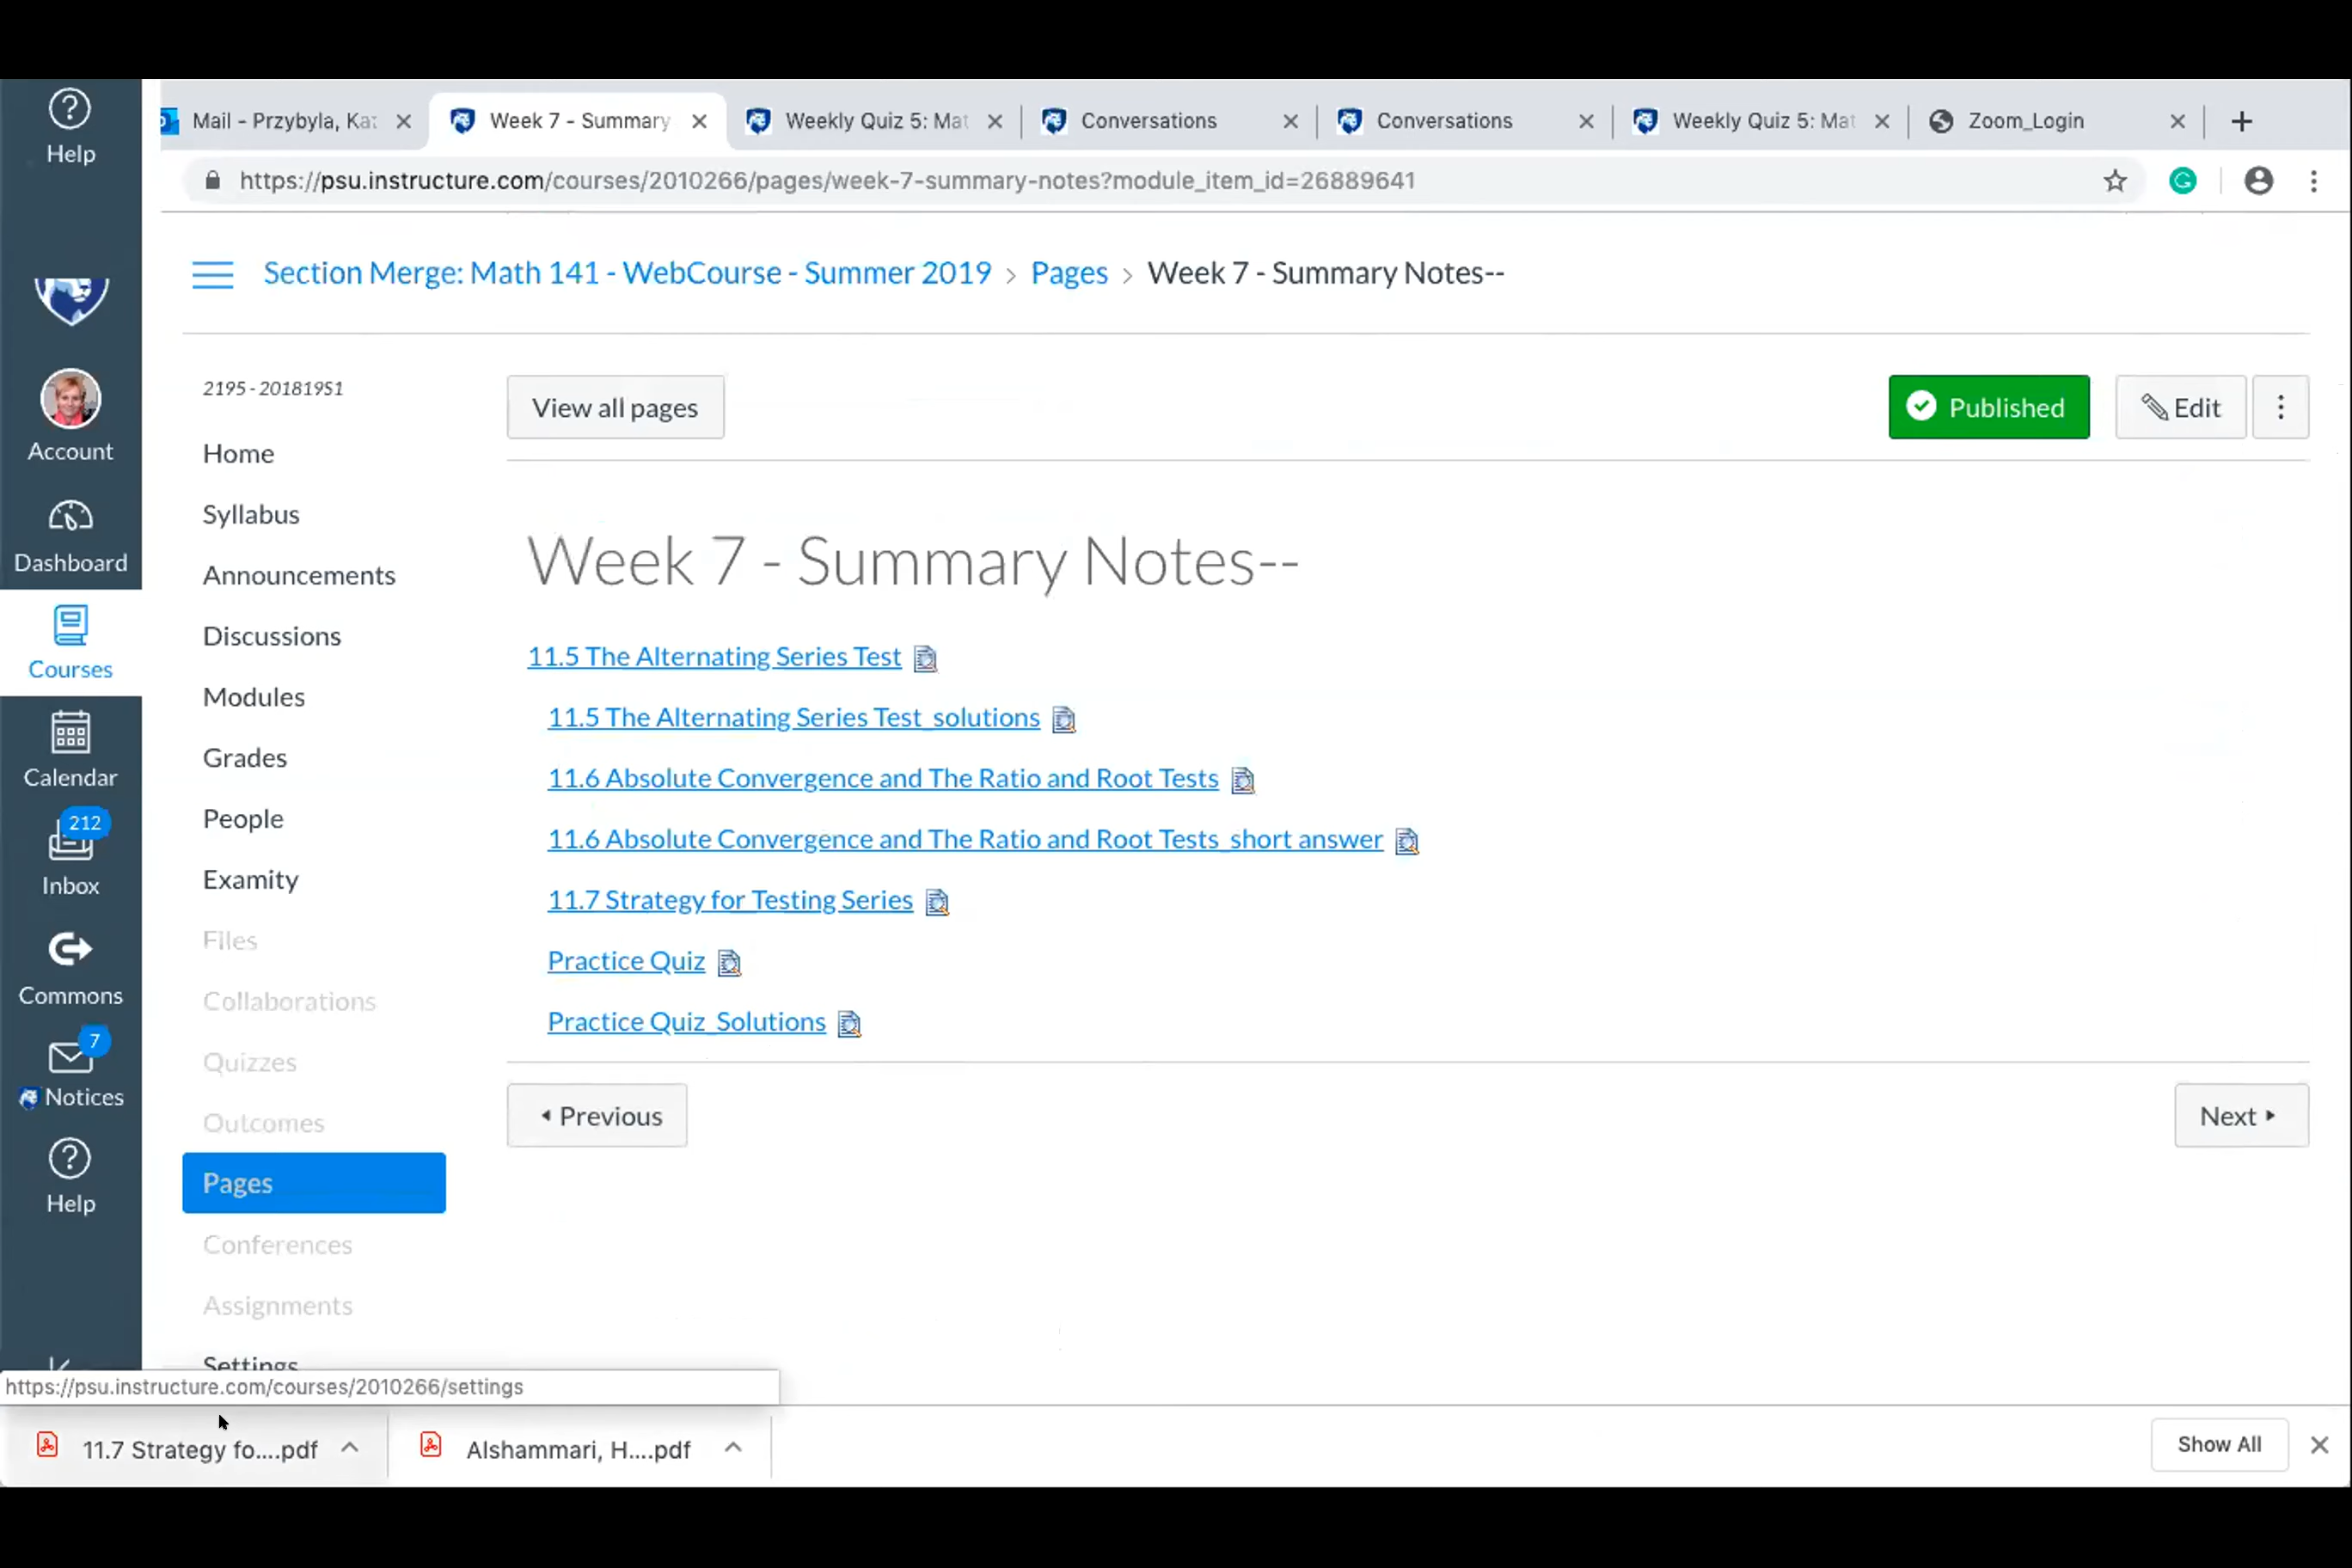 Help
Mail - Przybyla, Kat
Week 7 - Summary
Weekly Quiz 5: Mat
Conversations
Conversations
Weekly Quiz 5: Mat
Zoom_Login
https://psu.instructure.com/courses/2010266/pages/week-7-summary-notes?module_item_id=26889641
Section Merge: Math 141 - WebCourse - Summer 2019 > Pages > Week 7 - Summary Notes--
2195 - 20181951
View all pages
Published
Edit
Account
Home
Syllabus
Dashboard
Announcements
Discussions
Courses
Modules
Calendar
Grades
212
People
Inbox
Examity
Files
Commons
Collaborations
7
Quizzes
Notices
Outcomes
Help
Pages
Conferences
Assignments
Settings
Week 7 - Summary Notes--
11.5 The Alternating Series Test
11.5 The Alternating Series Test_solutions
11.6 Absolute Convergence and The Ratio and Root Tests
11.6 Absolute Convergence and The Ratio and Root Tests_short answer
11.7 Strategy for Testing Series
Practice Quiz
Practice Quiz_Solutions
Previous
Next
https://psu.instructure.com/courses/2010266/settings
11.7 Strategy fo....pdf
Alshammari, H....pdf
Show All